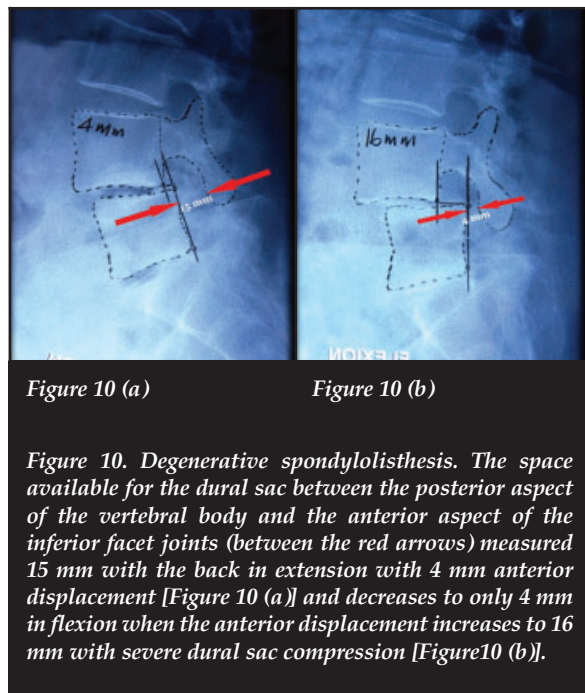 4 mm
15 mm
16 mm
4 mm
FLEXION
Figure 10 (a)
Figure 10 (b)
Figure 10. Degenerative spondylolisthesis. The space
available for the dural sac between the posterior aspect
of the vertebral body and the anterior aspect of the
inferior facet joints (between the red arrows) measured
15 mm with the back in extension with 4 mm anterior
displacement [Figure 10 (a)] and decreases to only 4 mm
in flexion when the anterior displacement increases to 16
mm with severe dural sac compression [Figure10 (b)].